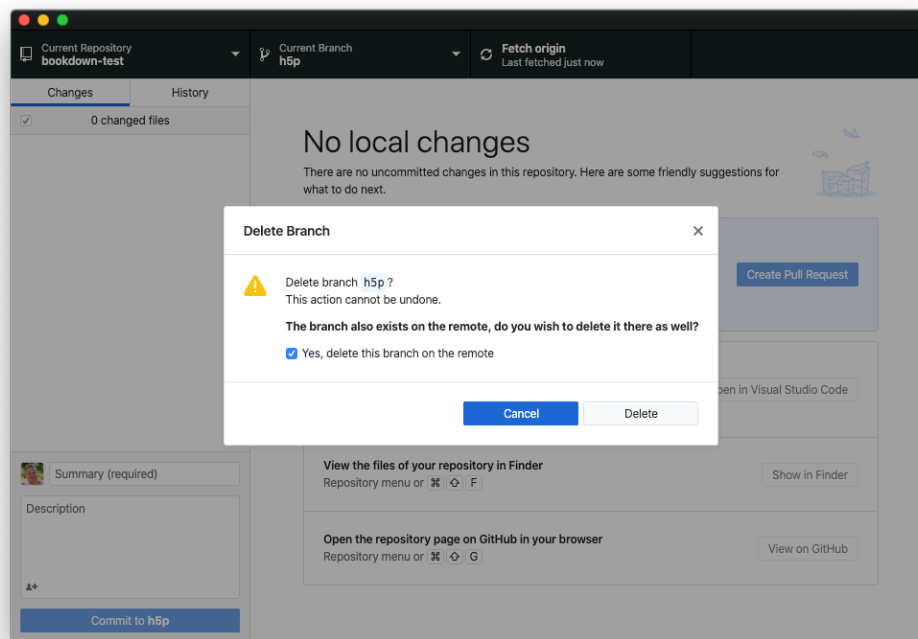 Current Repository
bookdown-test
Current Branch
h5p
Fetch origin
Last fetched just now
Changes
History
0 changed files
No local changes
There are no uncommitted changes in this repository. Here are some friendly suggestions for
what to do next.
Create Pull Request
Delete Branch
Delete branch h5p?
This action cannot be undone.
The branch also exists on the remote, do you wish to delete it there as well?
Yes, delete this branch on the remote
Cancel
Delete
in Visual Studio Code
View the files of your repository in Finder
Repository menu or ⌘ ⇧ F
Show in Finder
Open the repository page on GitHub in your browser
Repository menu or ⌘ ⇧ G
View on GitHub
Summary (required)
Description
Commit to h5p